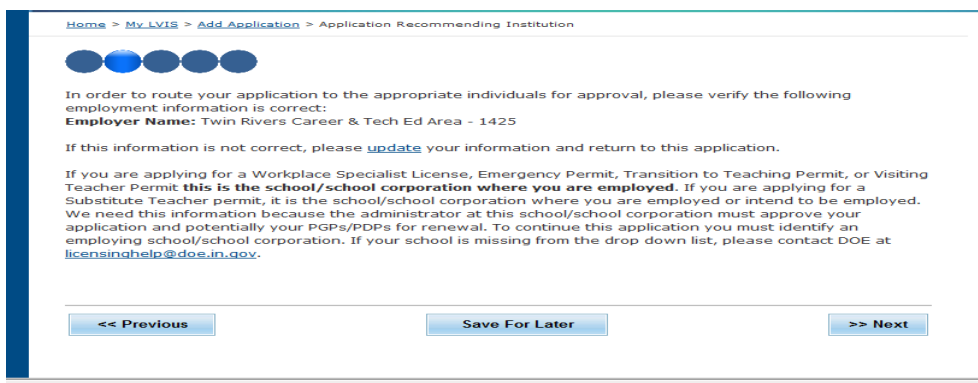 Home > My LVIS > Add Application > Application Recommending Institution
In order to route your application to the appropriate individuals for approval, please verify the following
employment information is correct:
Employer Name: Twin Rivers Career & Tech Ed Area - 1425
If this information is not correct, please update your information and return to this application.
If you are applying for a Workplace Specialist License, Emergency Permit, Transition to Teaching Permit, or Visiting
Teacher Permit this is the school/school corporation where you are employed. If you are applying for a
Substitute Teacher permit, it is the school/school corporation where you are employed or intend to be employed.
We need this information because the administrator at this school/school corporation must approve your
application and potentially your PGPs/PDPs for renewal. To continue this application you must identify an
employing school/school corporation. If your school is missing from the drop down list, please contact DOE at
licensinghelp@doe.in.gov.
<< Previous
Save For Later
>> Next